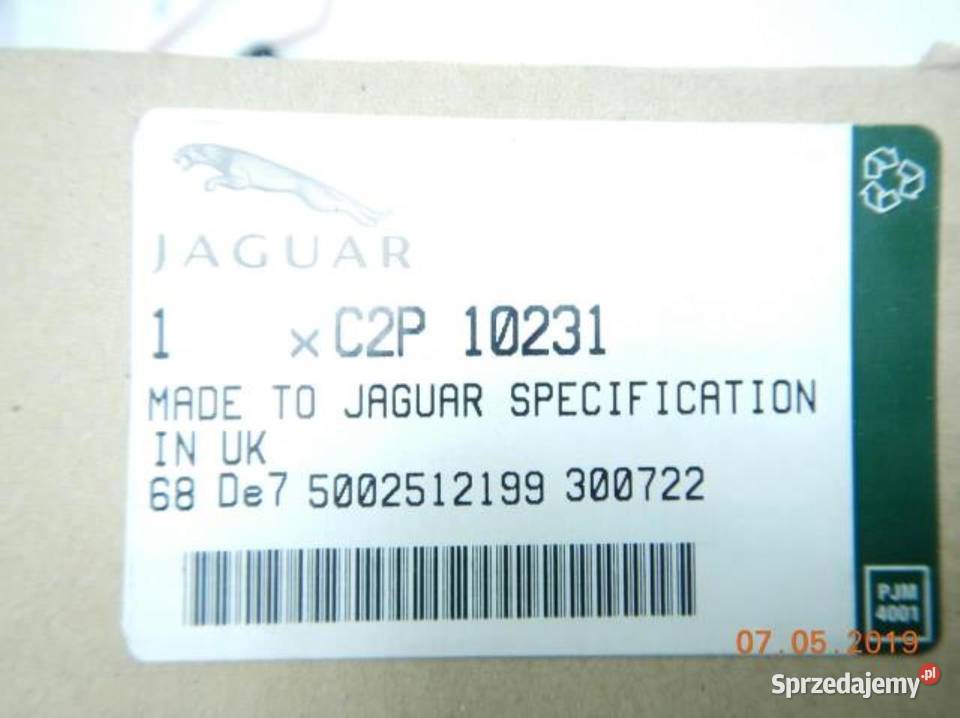 JAGUAR
1 x C2P 10231
MADE TO JAGUAR SPECIFICATION
IN UK
68 De7 5002512199 300722
PJM
4001
07.05.2019
Sprzedajemy.pl